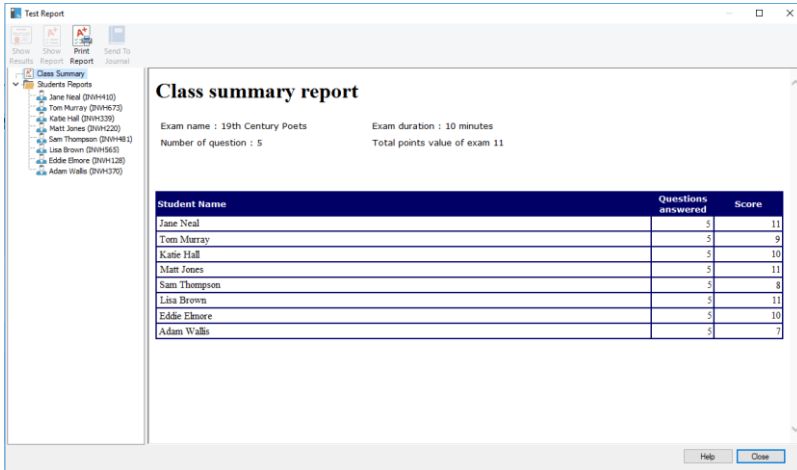 Test Report
Show Results
Show Report
Print Report
Send To Journal
Class Summary
Students Reports
Jane Neal (INVH410)
Tom Murray (INVH673)
Katie Hall (INVH339)
Matt Jones (INVH220)
Sam Thompson (INVH481)
Lisa Brown (INVH565)
Eddie Elmore (INVH128)
Adam Wallis (INVH370)
Class summary report
Exam name : 19th Century Poets Exam duration : 10 minutes
Number of question : 5 Total points value of exam 11
Student Name Questions answered Score
Jane Neal 5 11
Tom Murray 5 9
Katie Hall 5 10
Matt Jones 5 11
Sam Thompson 5 8
Lisa Brown 5 11
Eddie Elmore 5 10
Adam Wallis 5 7
Help Close